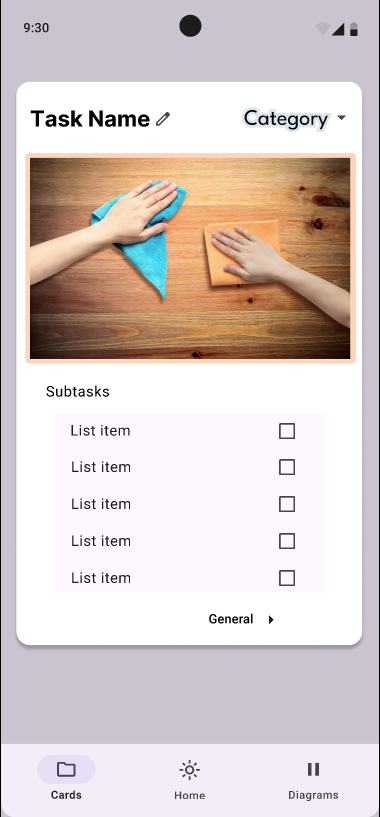 9:30
Task Name
Category
Subtasks
List item
List item
List item
List item
List item
General
Cards Home Diagrams